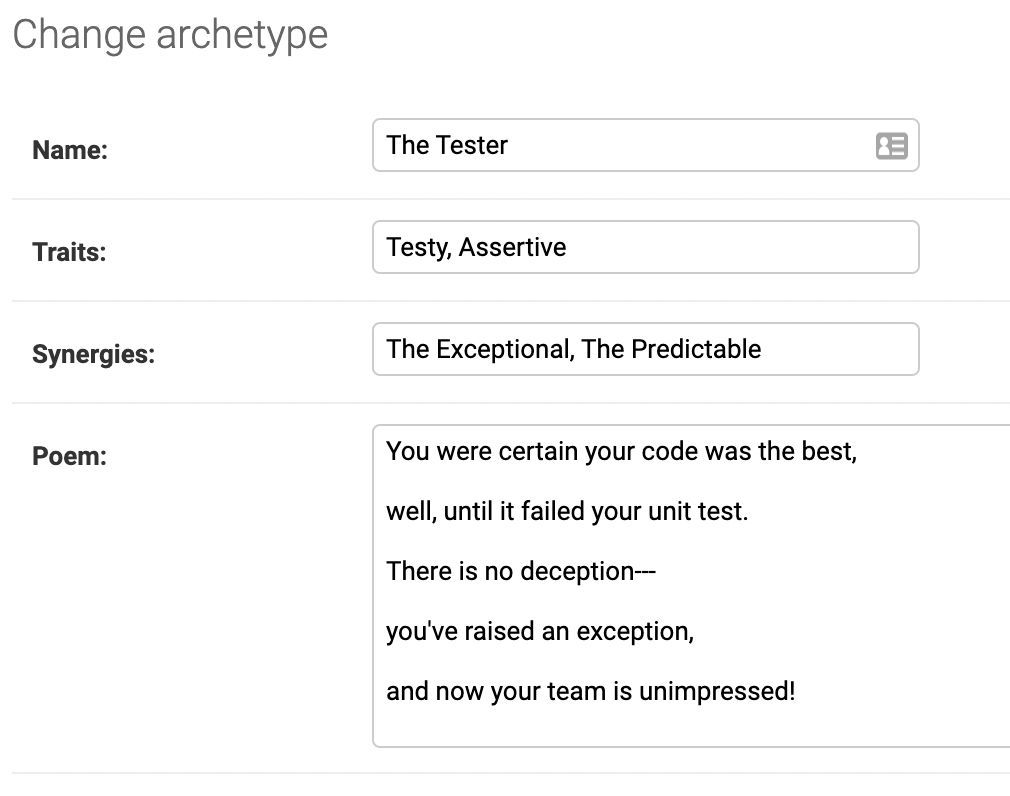 Change archetype
Name: The Tester
Traits: Testy, Assertive
Synergies: The Exceptional, The Predictable
Poem: You were certain your code was the best,
well, until it failed your unit test.
There is no deception---
you've raised an exception,
and now your team is unimpressed!